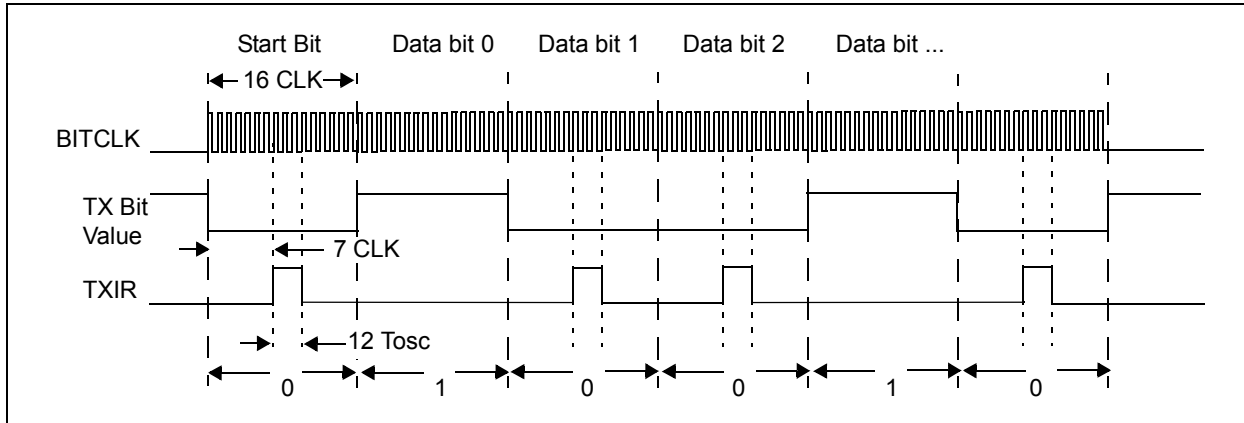 Start Bit Data bit 0 Data bit 1 Data bit 2 Data bit ...
16 CLK
BITCLK
TX Bit
Value
7 CLK
TXIR
12 Tosc
0 1 0 0 1 0